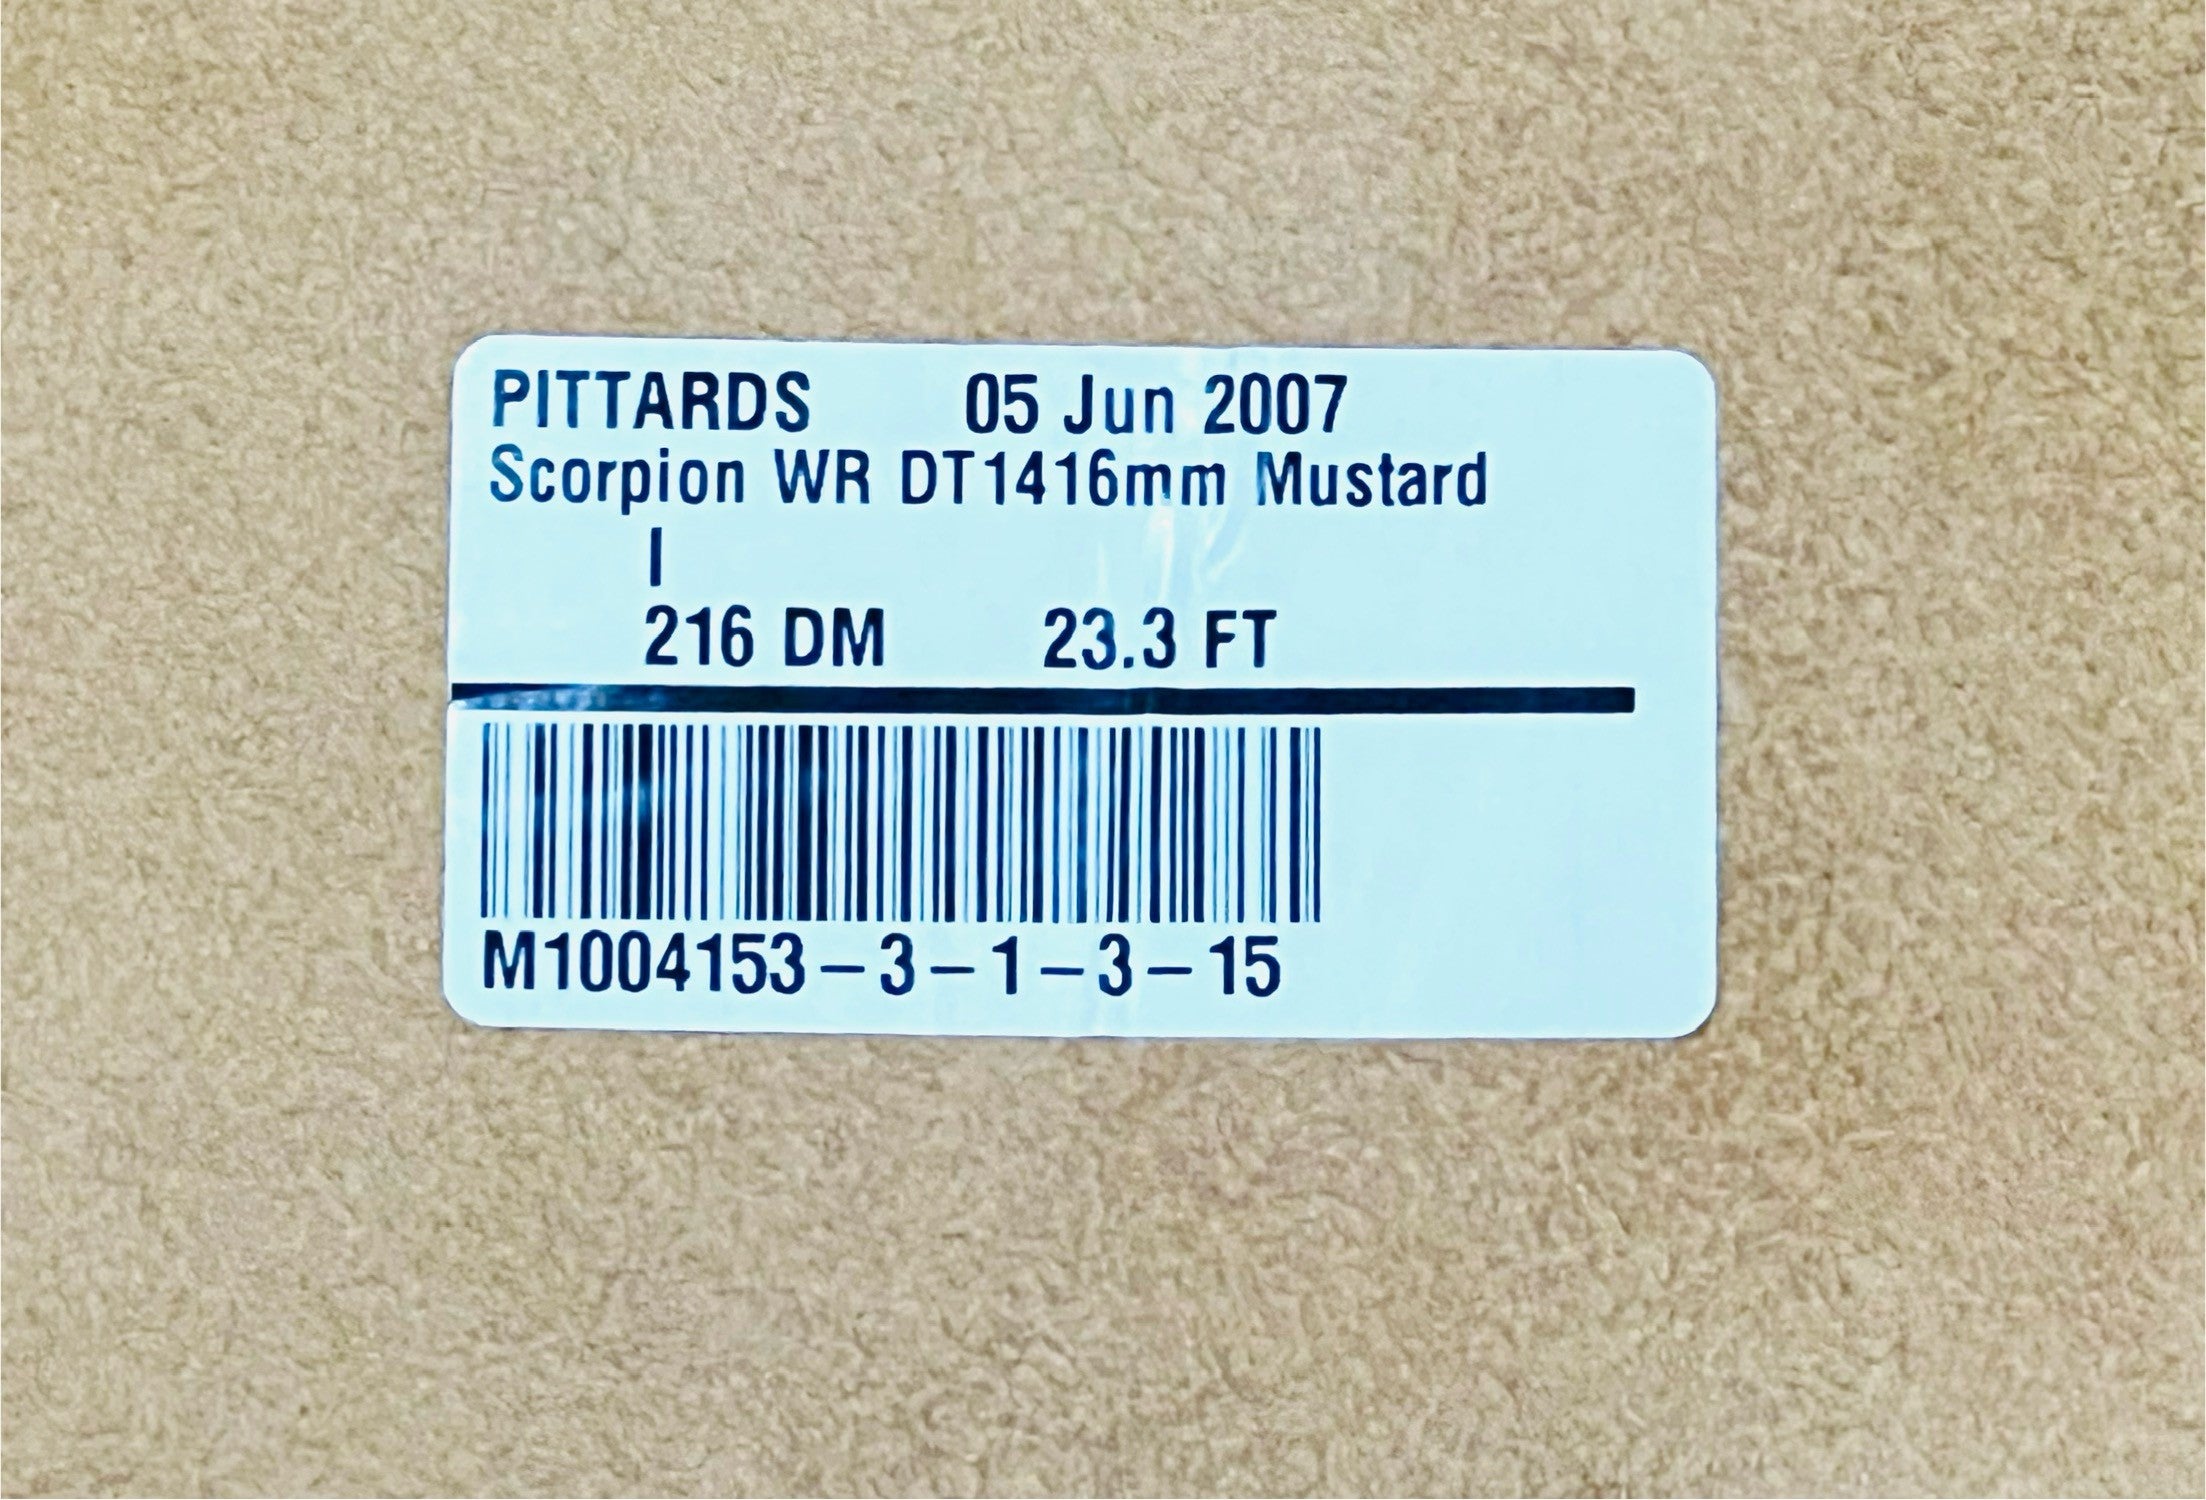 PITTARDS 05 Jun 2007
Scorpion WR DT1416mm Mustard
I
216 DM 23.3 FT
M1004153-3-1-3-15